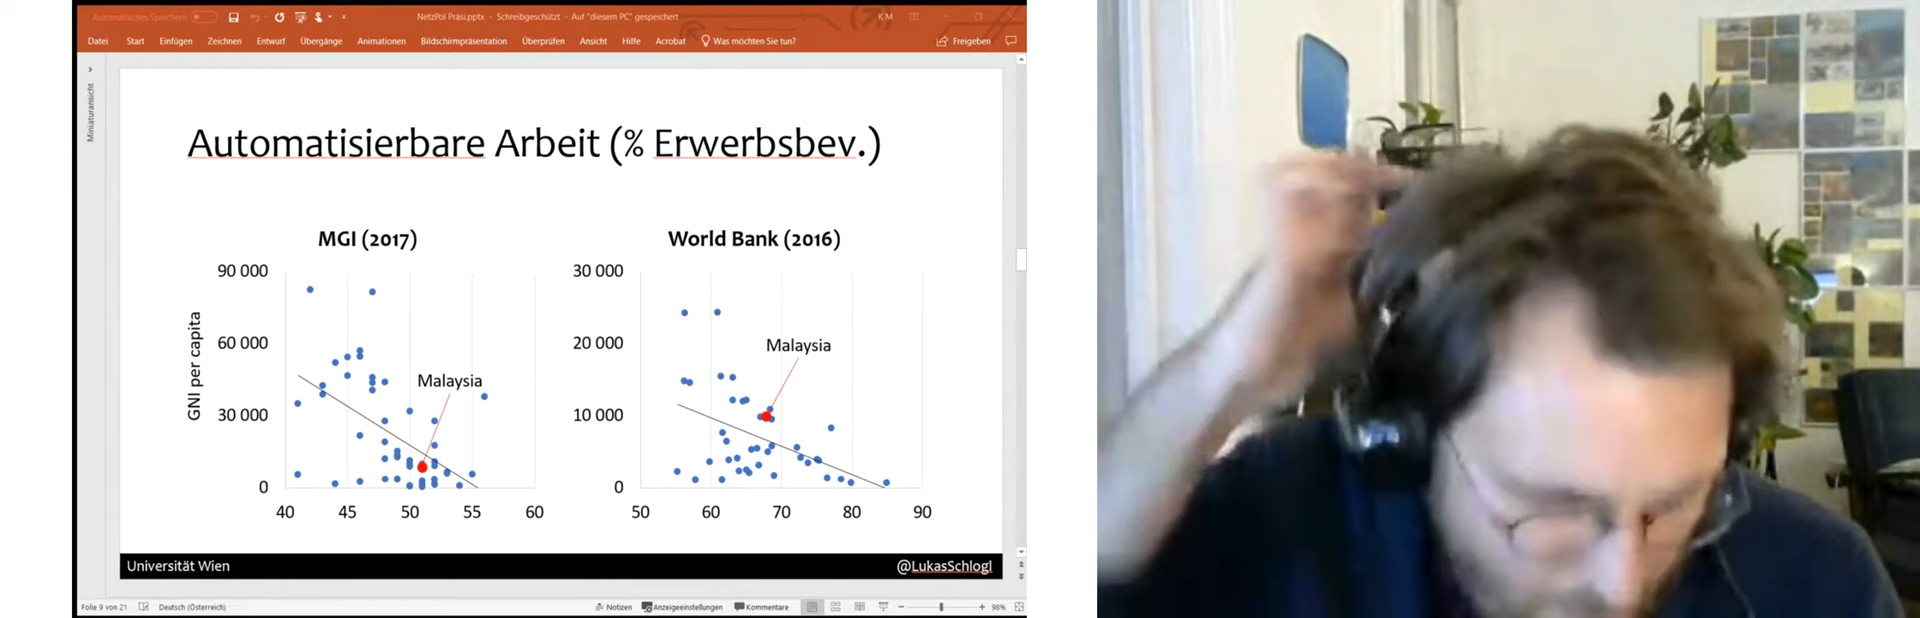 Automatisches Speichern
NetzPol Präsi.pptx - Schreibgeschützt - Auf "diesem PC" gespeichert
K M
Datei Start Einfügen Zeichnen Entwurf Übergänge Animationen Bildschirmpräsentation Überprüfen Ansicht Hilfe Acrobat Was möchten Sie tun? Freigeben
Miniaturansicht
Automatisierbare Arbeit (% Erwerbsbev.)
MGI (2017)
GNI per capita
90 000
60 000
30 000
0
Malaysia
40 45 50 55 60
World Bank (2016)
30 000
20 000
10 000
0
Malaysia
50 60 70 80 90
Universität Wien
@LukasSchlogl
Folie 9 von 21 Deutsch (Österreich) Notizen Anzeigeeinstellungen Kommentare 98%